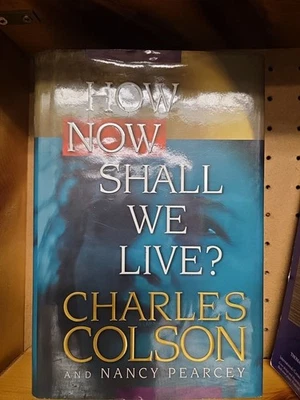 HOW
NOW
SHALL
WE
LIVE?
CHARLES
COLSON
AND NANCY PEARCEY